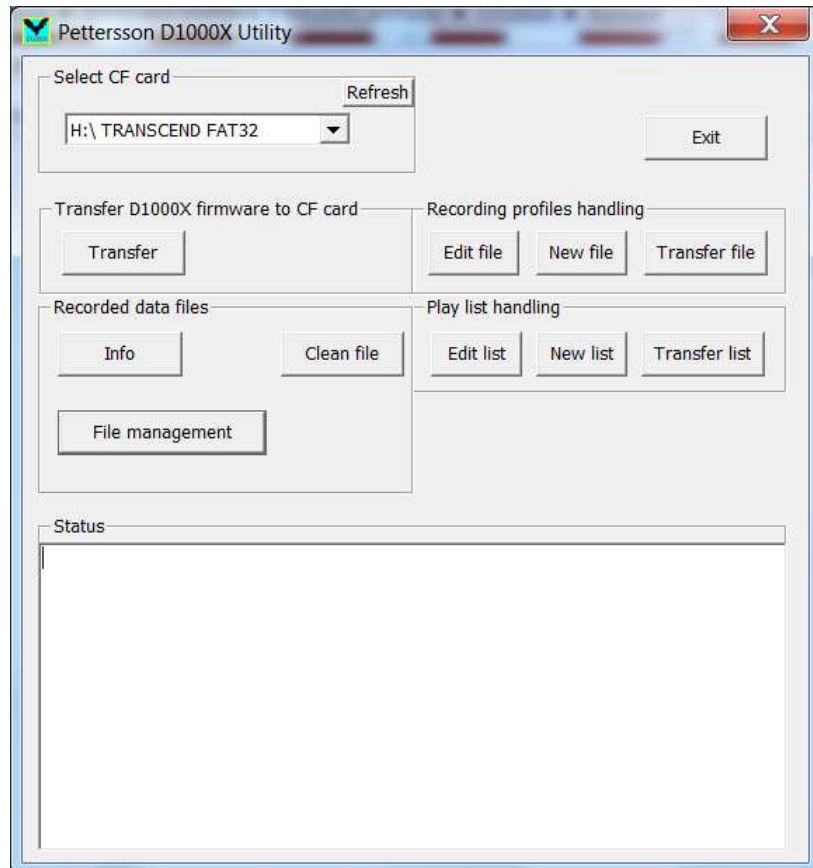 Pettersson D1000X Utility
X
Select CF card
Refresh
H:\ TRANSCEND FAT32
Exit
Transfer D1000X firmware to CF card
Recording profiles handling
Transfer
Edit file
New file
Transfer file
Recorded data files
Play list handling
Info
Clean file
Edit list
New list
Transfer list
File management
Status